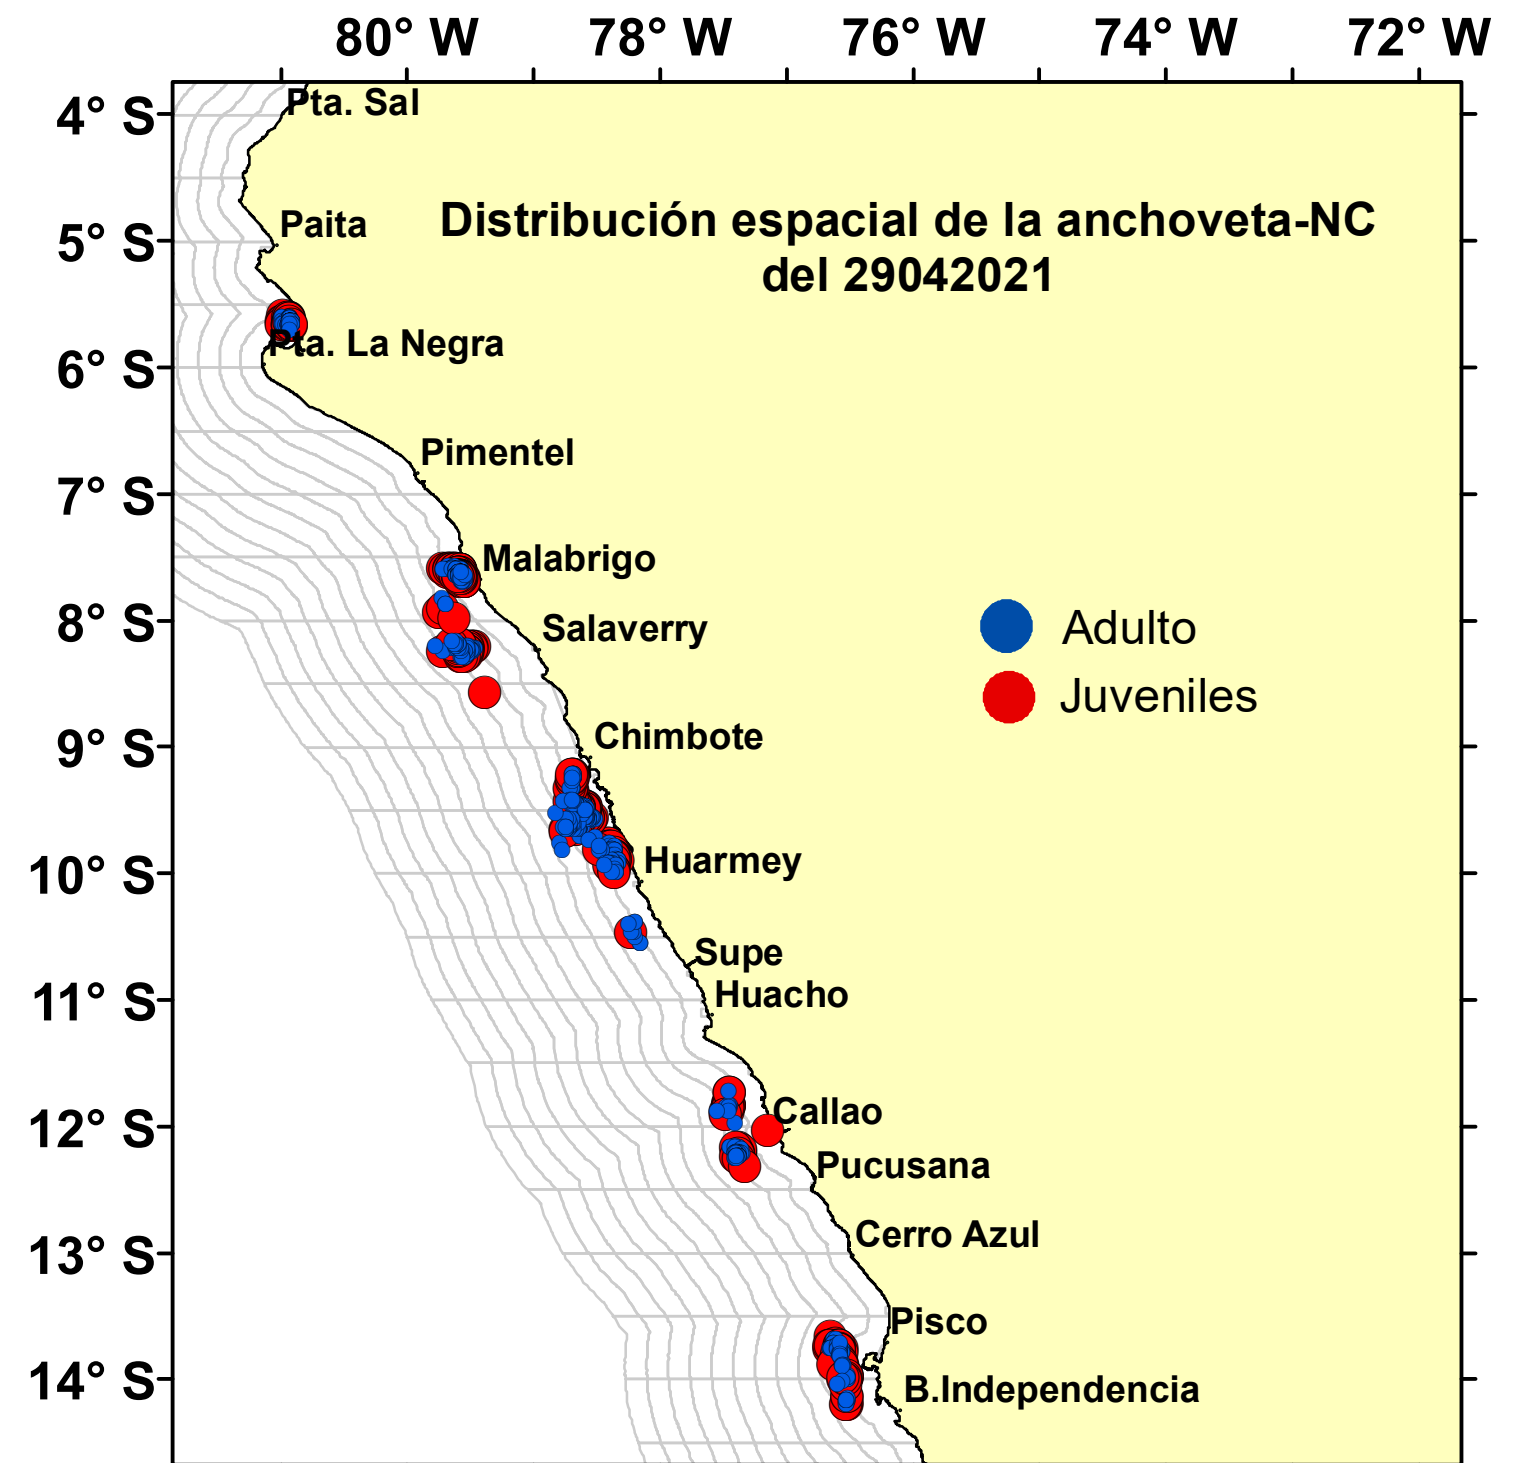 80° W 78° W 76° W 74° W 72° W
4° S
Pta. Sal
Paita
Distribución espacial de la anchoveta-NC
del 29042021
5° S
Pta. La Negra
6° S
Pimentel
7° S
Malabrigo
8° S
Salaverry
Adulto
Juveniles
9° S
Chimbote
10° S
Huarmey
Supe
Huacho
11° S
Callao
12° S
Pucusana
Cerro Azul
13° S
Pisco
14° S
B.Independencia